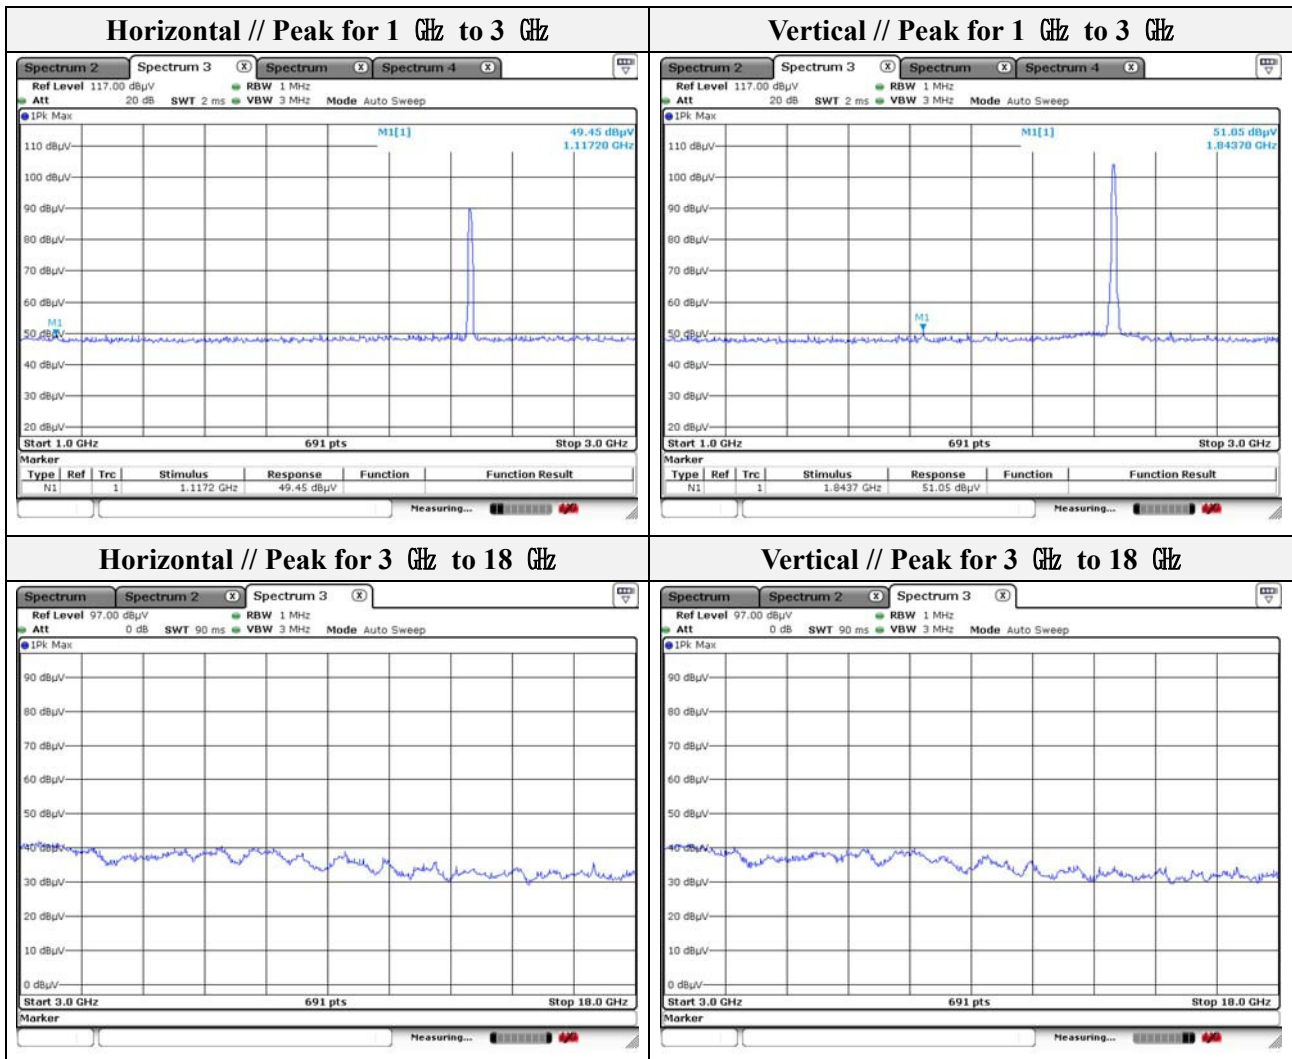 Horizontal // Peak for 1 ㎓ to 3 ㎓
Spectrum 2 Spectrum 3 X Spectrum X Spectrum 4 X
Ref Level 117.00 dBµV RBW 1 MHz
Att 20 dB SWT 2 ms VBW 3 MHz Mode Auto Sweep
1Pk Max
M1[1] 49.45 dBµV
1.11720 GHz
110 dBµV
100 dBµV
90 dBµV
80 dBµV
70 dBµV
60 dBµV
M1
50 dBµV
40 dBµV
30 dBµV
20 dBµV
Start 1.0 GHz 691 pts Stop 3.0 GHz
Marker
Type Ref Trc Stimulus Response Function Function Result
N1 1 1.1172 GHz 49.45 dBµV
Measuring...
Vertical // Peak for 1 ㎓ to 3 ㎓
Spectrum 2 Spectrum 3 X Spectrum X Spectrum 4 X
Ref Level 117.00 dBµV RBW 1 MHz
Att 20 dB SWT 2 ms VBW 3 MHz Mode Auto Sweep
1Pk Max
M1[1] 51.05 dBµV
1.84370 GHz
110 dBµV
100 dBµV
90 dBµV
80 dBµV
70 dBµV
60 dBµV
M1
50 dBµV
40 dBµV
30 dBµV
20 dBµV
Start 1.0 GHz 691 pts Stop 3.0 GHz
Marker
Type Ref Trc Stimulus Response Function Function Result
N1 1 1.8437 GHz 51.05 dBµV
Measuring...
Horizontal // Peak for 3 ㎓ to 18 ㎓
Spectrum Spectrum 2 X Spectrum 3 X
Ref Level 97.00 dBµV RBW 1 MHz
Att 0 dB SWT 90 ms VBW 3 MHz Mode Auto Sweep
1Pk Max
90 dBµV
80 dBµV
70 dBµV
60 dBµV
50 dBµV
40 dBµV
30 dBµV
20 dBµV
10 dBµV
0 dBµV
Start 3.0 GHz 691 pts Stop 18.0 GHz
Marker
Measuring...
Vertical // Peak for 3 ㎓ to 18 ㎓
Spectrum Spectrum 2 X Spectrum 3 X
Ref Level 97.00 dBµV RBW 1 MHz
Att 0 dB SWT 90 ms VBW 3 MHz Mode Auto Sweep
1Pk Max
90 dBµV
80 dBµV
70 dBµV
60 dBµV
50 dBµV
40 dBµV
30 dBµV
20 dBµV
10 dBµV
0 dBµV
Start 3.0 GHz 691 pts Stop 18.0 GHz
Marker
Measuring...